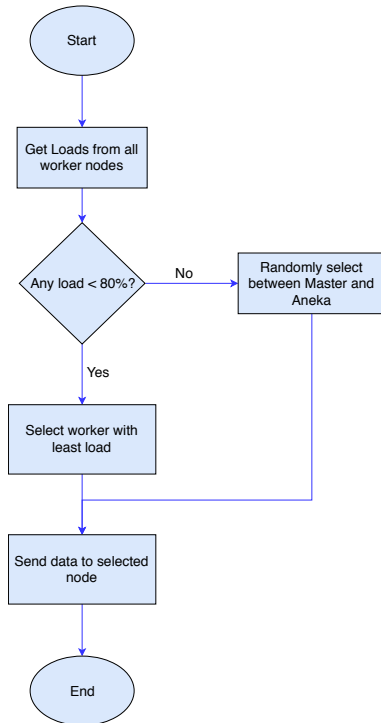 Start
Get Loads from all
worker nodes
Any load < 80%?
No
Randomly select
between Master and
Aneka
Yes
Select worker with
least load
Send data to selected
node
End